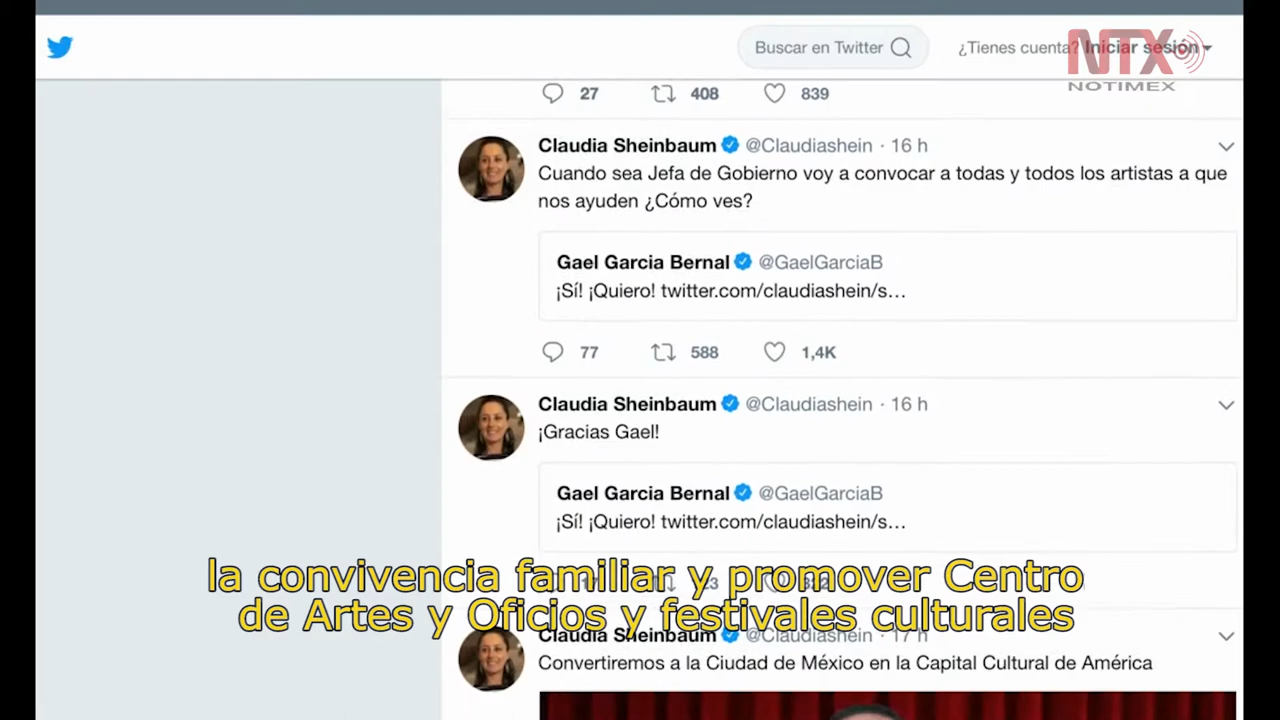 Buscar en Twitter
¿Tienes cuenta? Iniciar sesión
NTX
NOTIMEX
27 408 839
Claudia Sheinbaum @Claudiashein · 16 h
Cuando sea Jefa de Gobierno voy a convocar a todas y todos los artistas a que
nos ayuden ¿Cómo ves?
Gael Garcia Bernal @GaelGarciaB
¡Sí! ¡Quiero! twitter.com/claudiashein/s…
77 588 1,4K
Claudia Sheinbaum @Claudiashein · 16 h
¡Gracias Gael!
Gael Garcia Bernal @GaelGarciaB
¡Sí! ¡Quiero! twitter.com/claudiashein/s…
la convivencia familiar y promover Centro
de Artes y Oficios y festivales culturales
Claudia Sheinbaum @Claudiashein · 17 h
Convertiremos a la Ciudad de México en la Capital Cultural de América